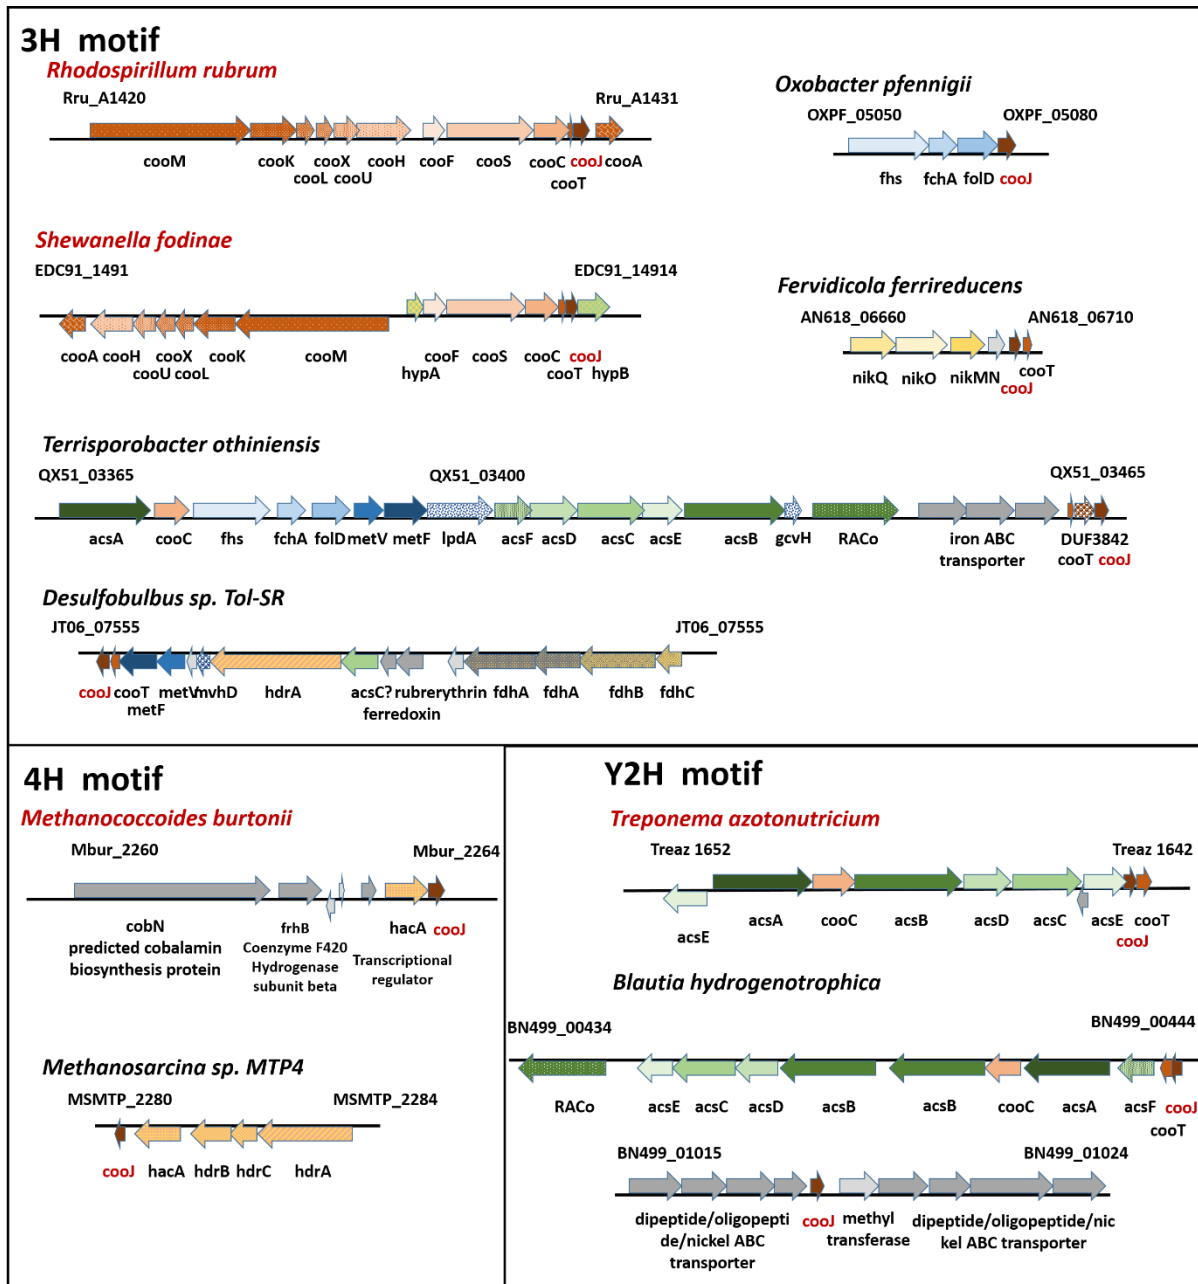 3H motif
Rhodospirillum rubrum
Rru_A1420
Rru_A1431
cooM
cooK
cooX
cooH
cooF
cooS
cooC
cooJ
cooA
cooL
cooU
cooT
Oxobacter pfennigii
OXPF_05050
OXPF_05080
fhs
fchA
folD
cooJ
Shewanella fodinae
EDC91_1491
EDC91_14914
cooA
cooH
cooX
cooK
cooM
cooF
cooS
cooC
cooJ
cooU
cooL
hypA
cooT
hypB
Fervidicola ferrireducens
AN618_06660
AN618_06710
nikQ
nikO
nikMN
cooT
cooJ
Terrisporobacter othiniensis
QX51_03365
QX51_03400
QX51_03465
acsA
cooC
fhs
fchA
folD
metV
metF
lpdA
acsF
acsD
acsC
acsE
acsB
gcvH
RACo
iron ABC
transporter
DUF3842
cooT
cooJ
Desulfobulbus sp. Tol-SR
JT06_07555
JT06_07555
cooJ
cooT
metV
mvhD
hdrA
acsC?
rubrerythrin
fdhA
fdhA
fdhB
fdhC
metF
ferredoxin
4H motif
Methanococcoides burtonii
Mbur_2260
Mbur_2264
cobN
predicted cobalamin
biosynthesis protein
frhB
Coenzyme F420
Hydrogenase
subunit beta
Transcriptional
regulator
hacA
cooJ
Methanosarcina sp. MTP4
MSMTP_2280
MSMTP_2284
cooJ
hacA
hdrB
hdrC
hdrA
Y2H motif
Treponema azotonutricium
Treaz 1652
Treaz 1642
acsE
acsA
cooC
acsB
acsD
acsC
acsE
cooT
cooJ
Blautia hydrogenotrophica
BN499_00434
BN499_00444
RACo
acsE
acsC
acsD
acsB
acsB
cooC
acsA
acsF
cooJ
cooT
BN499_01015
BN499_01024
dipeptide/oligopepti
de/nickel ABC
transporter
cooJ
methyl
transferase
dipeptide/oligopeptide/nic
kel ABC transporter